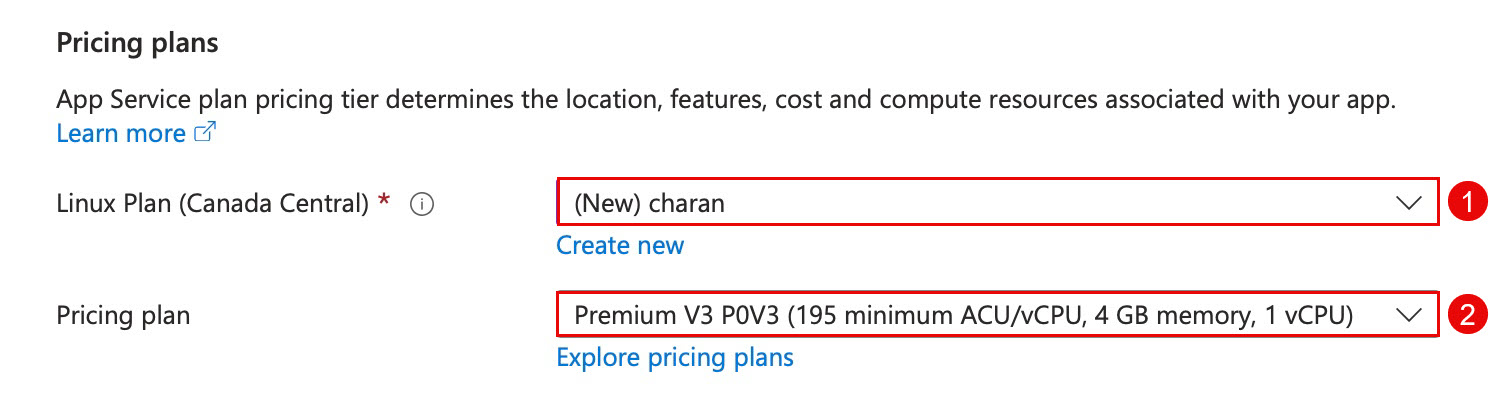 Pricing plans
App Service plan pricing tier determines the location, features, cost and compute resources associated with your app.
Learn more
Linux Plan (Canada Central) *
(New) charan
1
Create new
Pricing plan
Premium V3 P0V3 (195 minimum ACU/vCPU, 4 GB memory, 1 vCPU)
2
Explore pricing plans